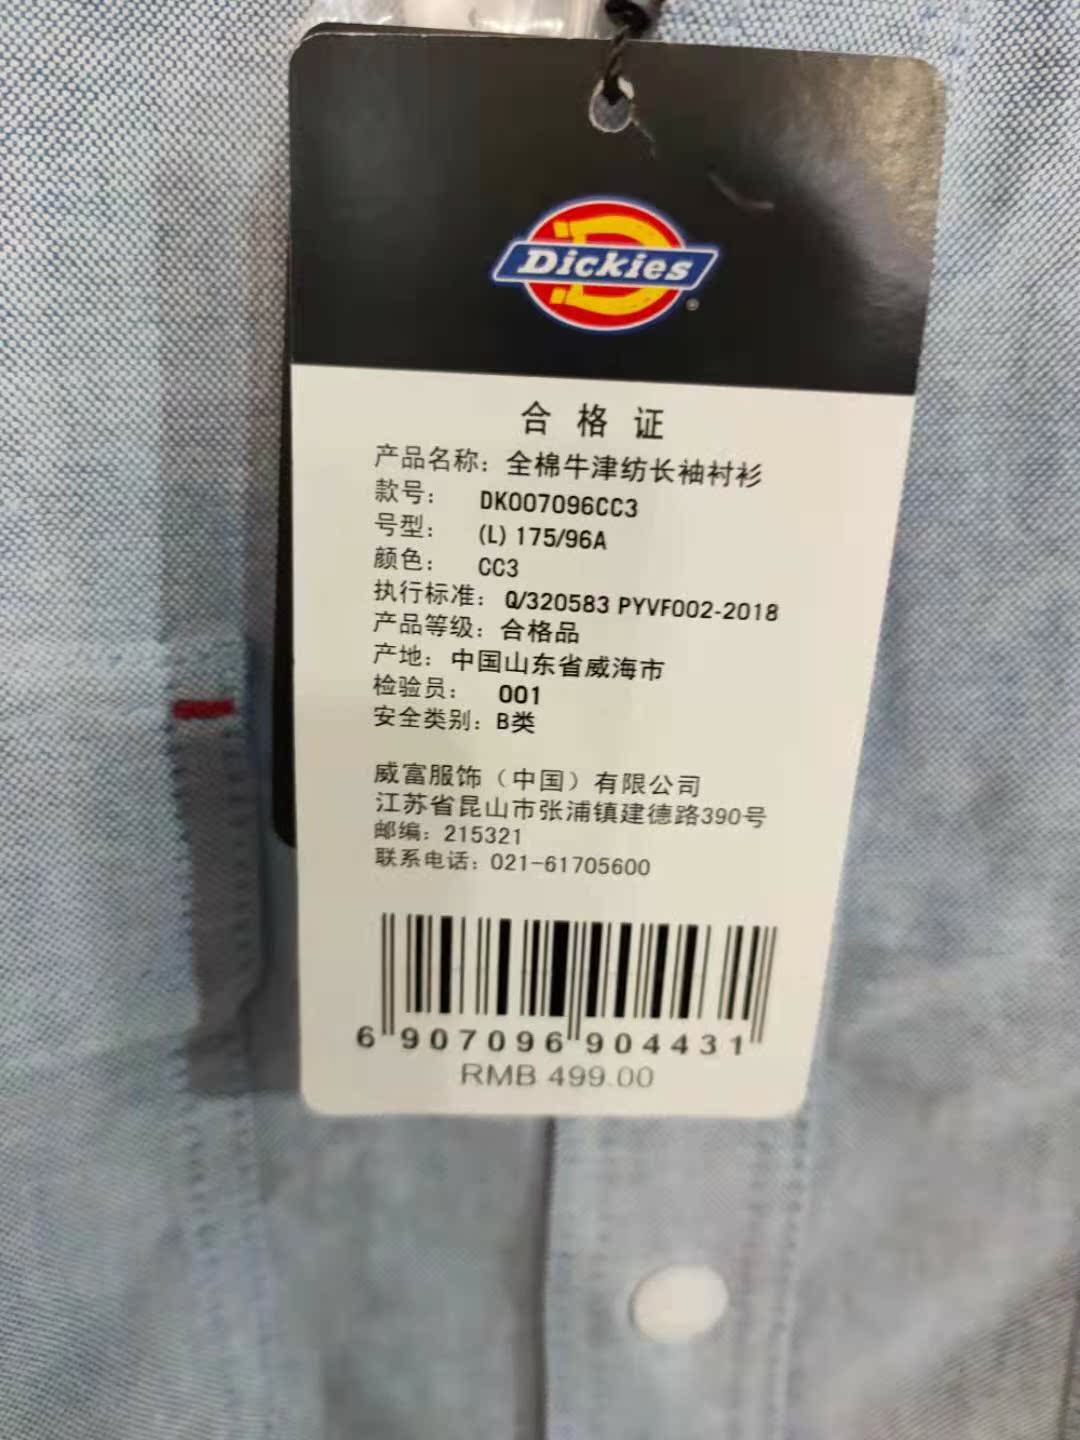 Dickies
合格证
产品名称：全棉牛津纺长袖衬衫
款号： DK007096CC3
号型： (L) 175/96A
颜色： CC3
执行标准：Q/320583 PYVF002-2018
产品等级：合格品
产地：中国山东省威海市
检验员： 001
安全类别：B类
威富服饰（中国）有限公司
江苏省昆山市张浦镇建德路390号
邮编：215321
联系电话：021-61705600
6 907096 904431
RMB 499.00